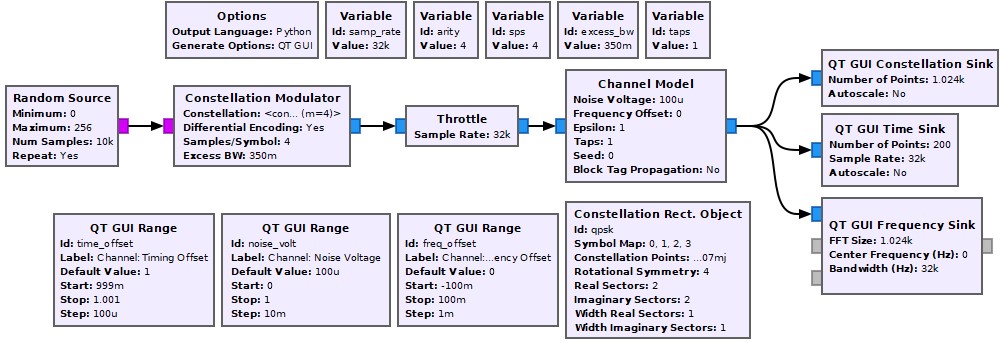 Options
Output Language: Python
Generate Options: QT GUI
Variable
Id: samp_rate
Value: 32k
Variable
Id: arity
Value: 4
Variable
Id: sps
Value: 4
Variable
Id: excess_bw
Value: 350m
Variable
Id: taps
Value: 1
Random Source
Minimum: 0
Maximum: 256
Num Samples: 10k
Repeat: Yes
Constellation Modulator
Constellation: <con... (m=4)>
Differential Encoding: Yes
Samples/Symbol: 4
Excess BW: 350m
Throttle
Sample Rate: 32k
Channel Model
Noise Voltage: 100u
Frequency Offset: 0
Epsilon: 1
Taps: 1
Seed: 0
Block Tag Propagation: No
QT GUI Constellation Sink
Number of Points: 1.024k
Autoscale: No
QT GUI Time Sink
Number of Points: 200
Sample Rate: 32k
Autoscale: No
QT GUI Frequency Sink
FFT Size: 1.024k
Center Frequency (Hz): 0
Bandwidth (Hz): 32k
QT GUI Range
Id: time_offset
Label: Channel: Timing Offset
Default Value: 1
Start: 999m
Stop: 1.001
Step: 100u
QT GUI Range
Id: noise_volt
Label: Channel: Noise Voltage
Default Value: 100u
Start: 0
Stop: 1
Step: 10m
QT GUI Range
Id: freq_offset
Label: Channel:...ency Offset
Default Value: 0
Start: -100m
Stop: 100m
Step: 1m
Constellation Rect. Object
Id: qpsk
Symbol Map: 0, 1, 2, 3
Constellation Points: ...07mj
Rotational Symmetry: 4
Real Sectors: 2
Imaginary Sectors: 2
Width Real Sectors: 1
Width Imaginary Sectors: 1